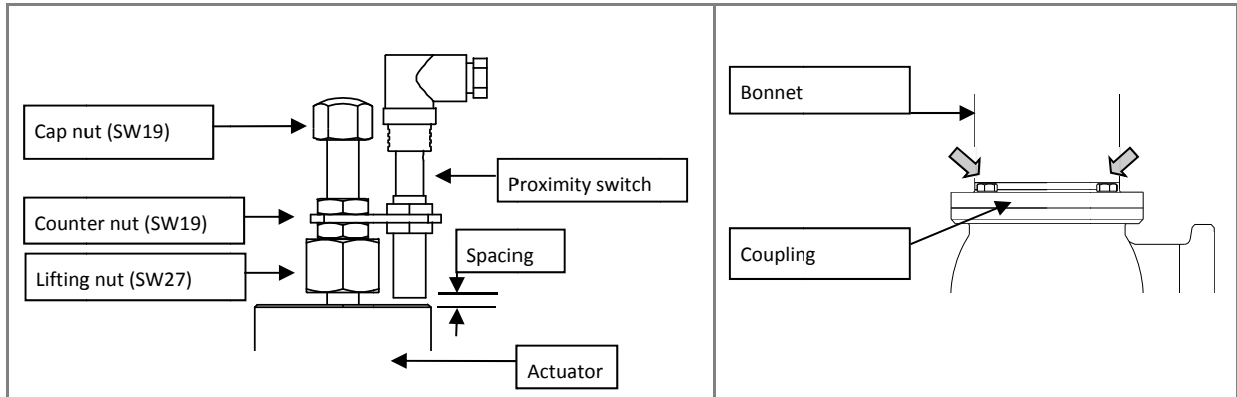 Cap nut (SW19)
Counter nut (SW19)
Lifting nut (SW27)
Proximity switch
Spacing
Actuator
Bonnet
Coupling